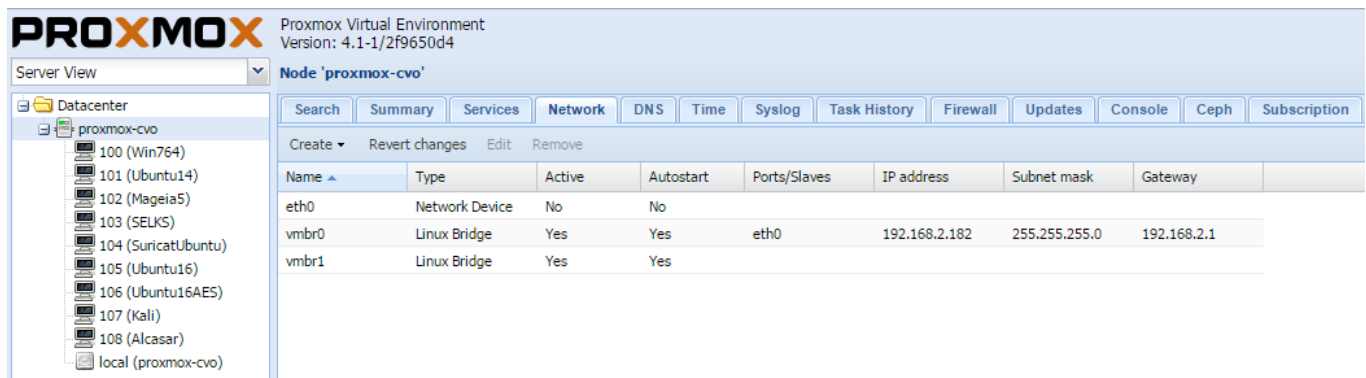 PROXMOX Proxmox Virtual Environment
Version: 4.1-1/2f9650d4
Server View
Node 'proxmox-cvo'
Datacenter
proxmox-cvo
100 (Win764)
101 (Ubuntu14)
102 (Mageia5)
103 (SELKS)
104 (SuricatUbuntu)
105 (Ubuntu16)
106 (Ubuntu16AES)
107 (Kali)
108 (Alcasar)
local (proxmox-cvo)
Search Summary Services Network DNS Time Syslog Task History Firewall Updates Console Ceph Subscription
Create Revert changes Edit Remove
Name Type Active Autostart Ports/Slaves IP address Subnet mask Gateway
eth0 Network Device No No
vmbr0 Linux Bridge Yes Yes eth0 192.168.2.182 255.255.255.0 192.168.2.1
vmbr1 Linux Bridge Yes Yes